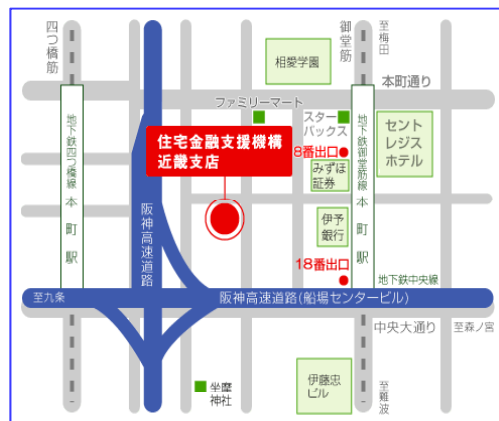 四つ橋筋
御堂筋
至梅田
相愛学園
本町通り
ファミリーマート
スター
バックス
セント
レジス
ホテル
住宅金融支援機構
近畿支店
8番出口
みずほ
証券
地下鉄四つ橋線
本町駅
地下鉄御堂筋線
本町駅
阪神高速道路
伊予
銀行
18番出口
地下鉄中央線
至九条
阪神高速道路(船場センタービル)
中央大通り
至森ノ宮
坐摩
神社
伊藤忠
ビル
至難波